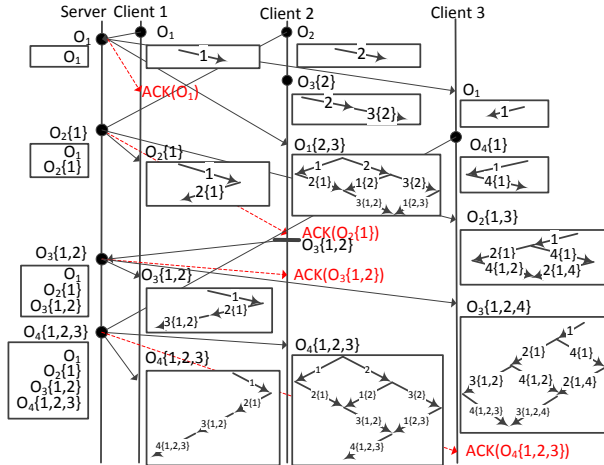 Server Client 1 Client 2 Client 3
O1 O1 O2
O1 1 2
ACK(O1) O3{2} O1
2 3{2} 1
O2{1} O2{1} O1{2,3} O4{1}
O1
O2{1}
1
2{1}
1 2
2{1} 1{2} 3{2}
3{1,2} 1{2,3}
1
4{1}
ACK(O2{1}) O2{1,3}
O3{1,2}
1
2{1} 4{1}
4{1,2} 2{1,4}
O3{1,2} O3{1,2} ACK(O3{1,2})
O1
O2{1}
O3{1,2}
1
2{1}
3{1,2}
O3{1,2,4}
1
2{1} 4{1}
3{1,2} 4{1,2} 2{1,4}
4{1,2,3} 3{1,2,4}
O4{1,2,3} O4{1,2,3} O4{1,2,3}
O1
O2{1}
O3{1,2}
O4{1,2,3}
1
2{1}
3{1,2}
4{1,2,3}
1 2
2{1} 1{2} 3{2}
3{1,2} 1{2,3}
4{1,2,3}
ACK(O4{1,2,3})